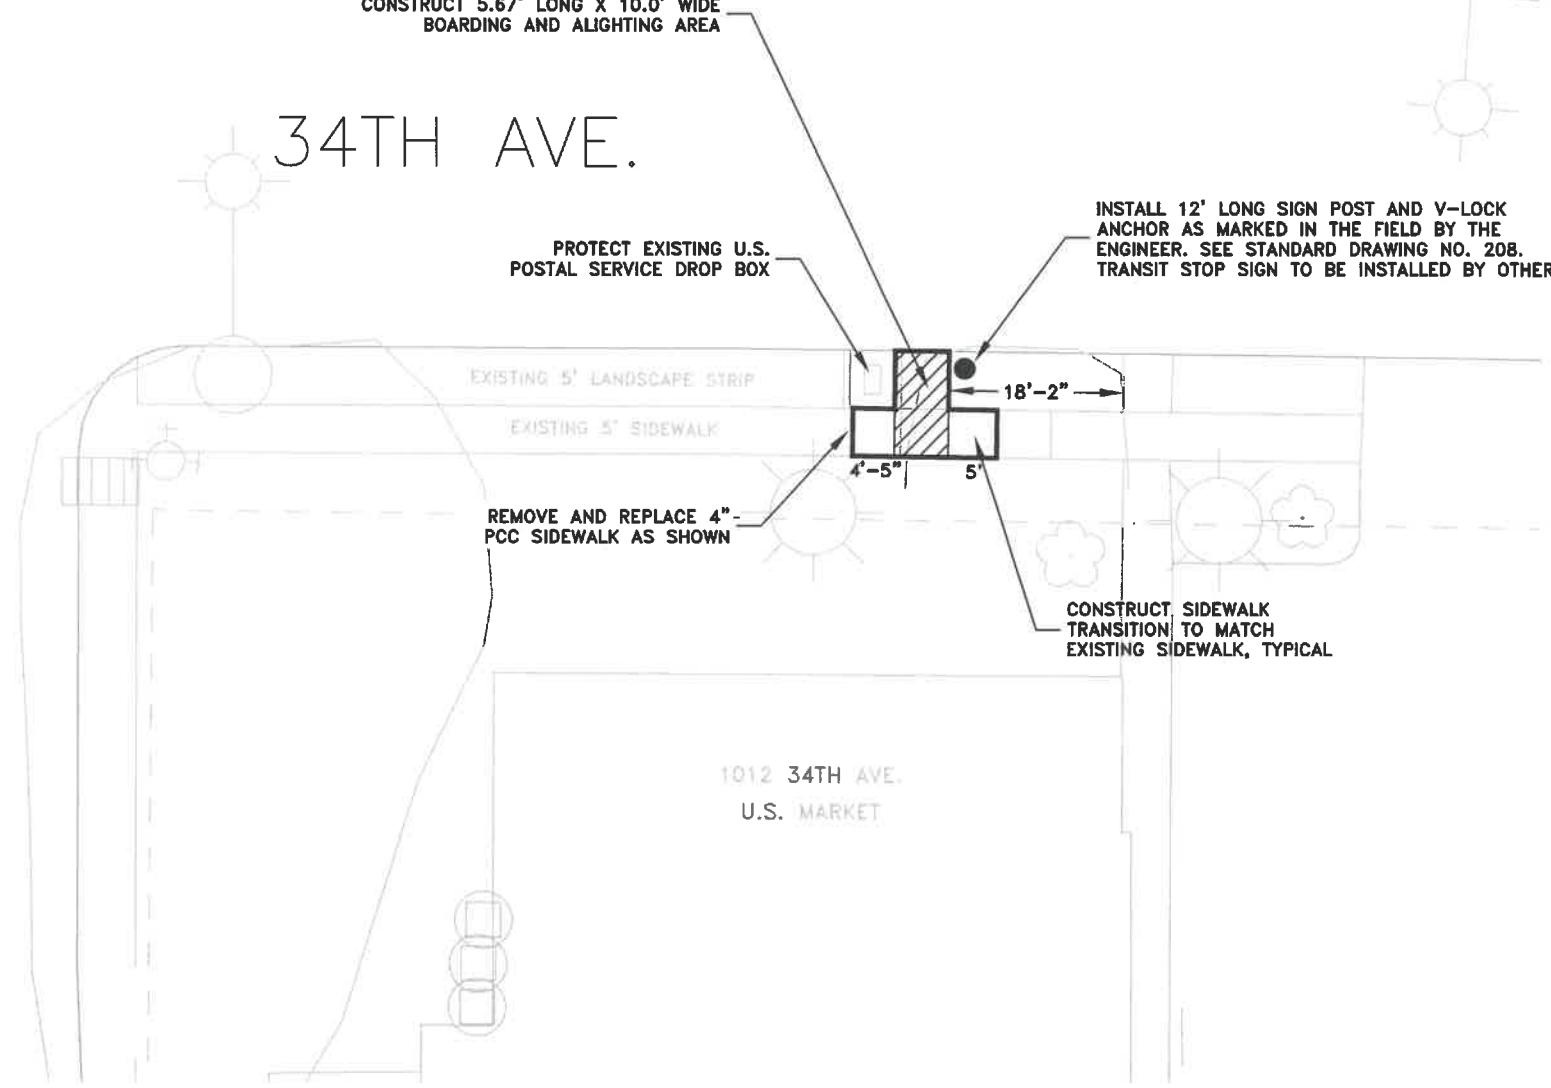 CONSTRUCT 5.67' LONG X 10.0' WIDE
BOARDING AND ALIGHTING AREA
34TH AVE.
INSTALL 12' LONG SIGN POST AND V-LOCK
ANCHOR AS MARKED IN THE FIELD BY THE
ENGINEER. SEE STANDARD DRAWING NO. 208.
TRANSIT STOP SIGN TO BE INSTALLED BY OTHER
PROTECT EXISTING U.S.
POSTAL SERVICE DROP BOX
EXISTING 5' LANDSCAPE STRIP
18'-2"
EXISTING 5' SIDEWALK
4'-5"
5'
REMOVE AND REPLACE 4"-
PCC SIDEWALK AS SHOWN
CONSTRUCT SIDEWALK
TRANSITION TO MATCH
EXISTING SIDEWALK, TYPICAL
1012 34TH AVE.
U.S. MARKET